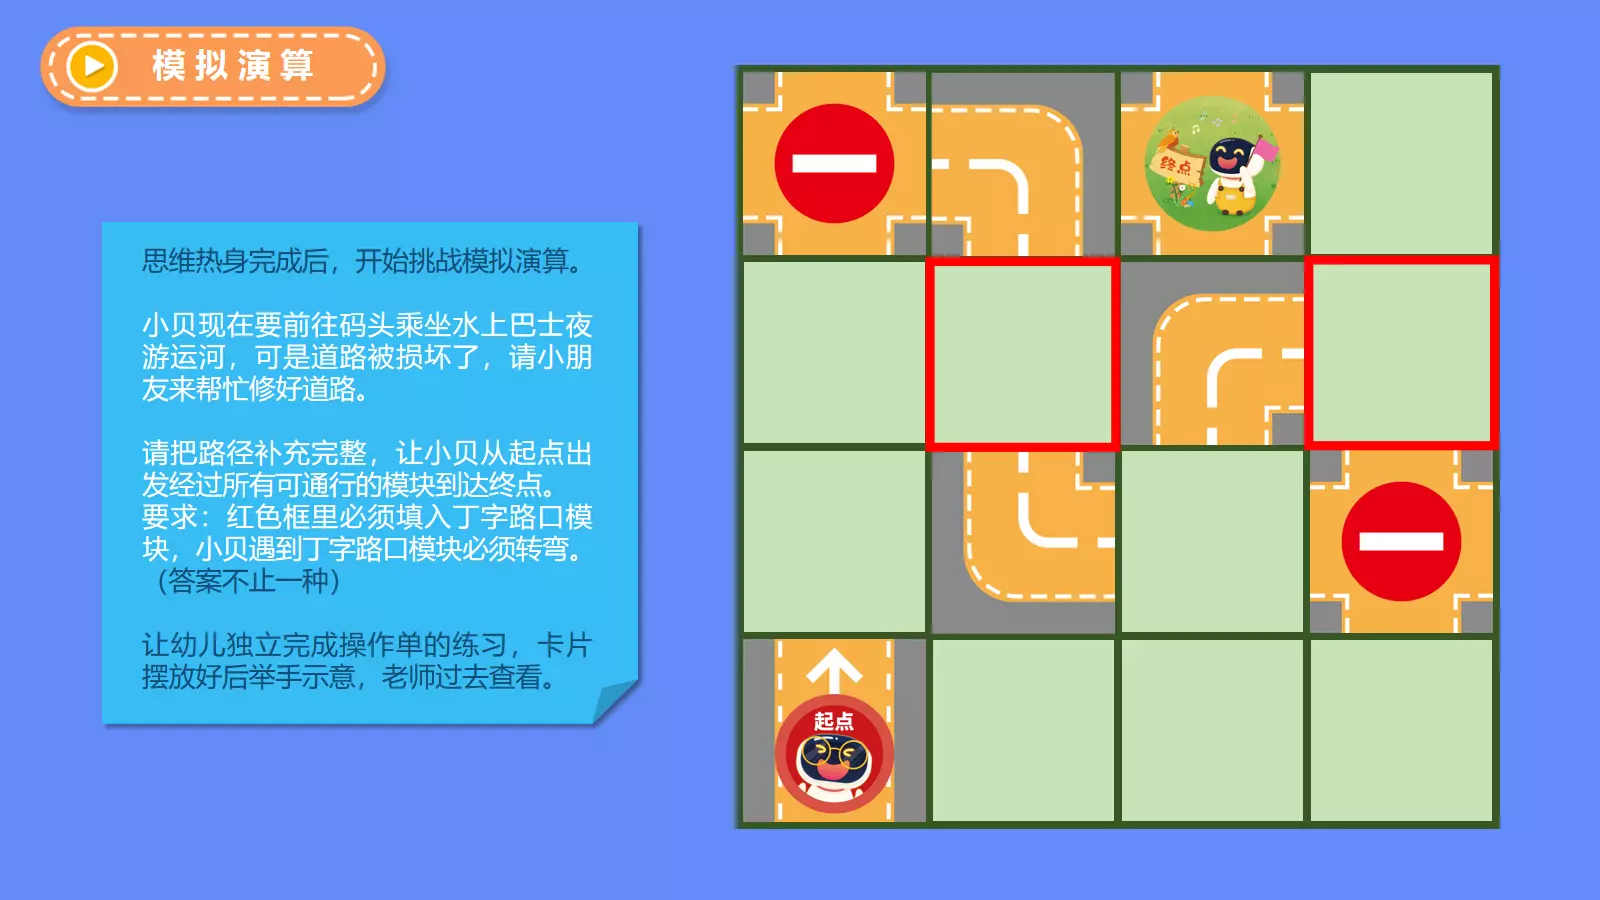 模拟演算
思维热身完成后，开始挑战模拟演算。
小贝现在要前往码头乘坐水上巴士夜
游运河，可是道路被损坏了，请小朋
友来帮忙修好道路。
请把路径补充完整，让小贝从起点出
发经过所有可通行的模块到达终点。
要求：红色框里必须填入丁字路口模
块，小贝遇到丁字路口模块必须转弯。
（答案不止一种）
让幼儿独立完成操作单的练习，卡片
摆放好后举手示意，老师过去查看。
终点
起点